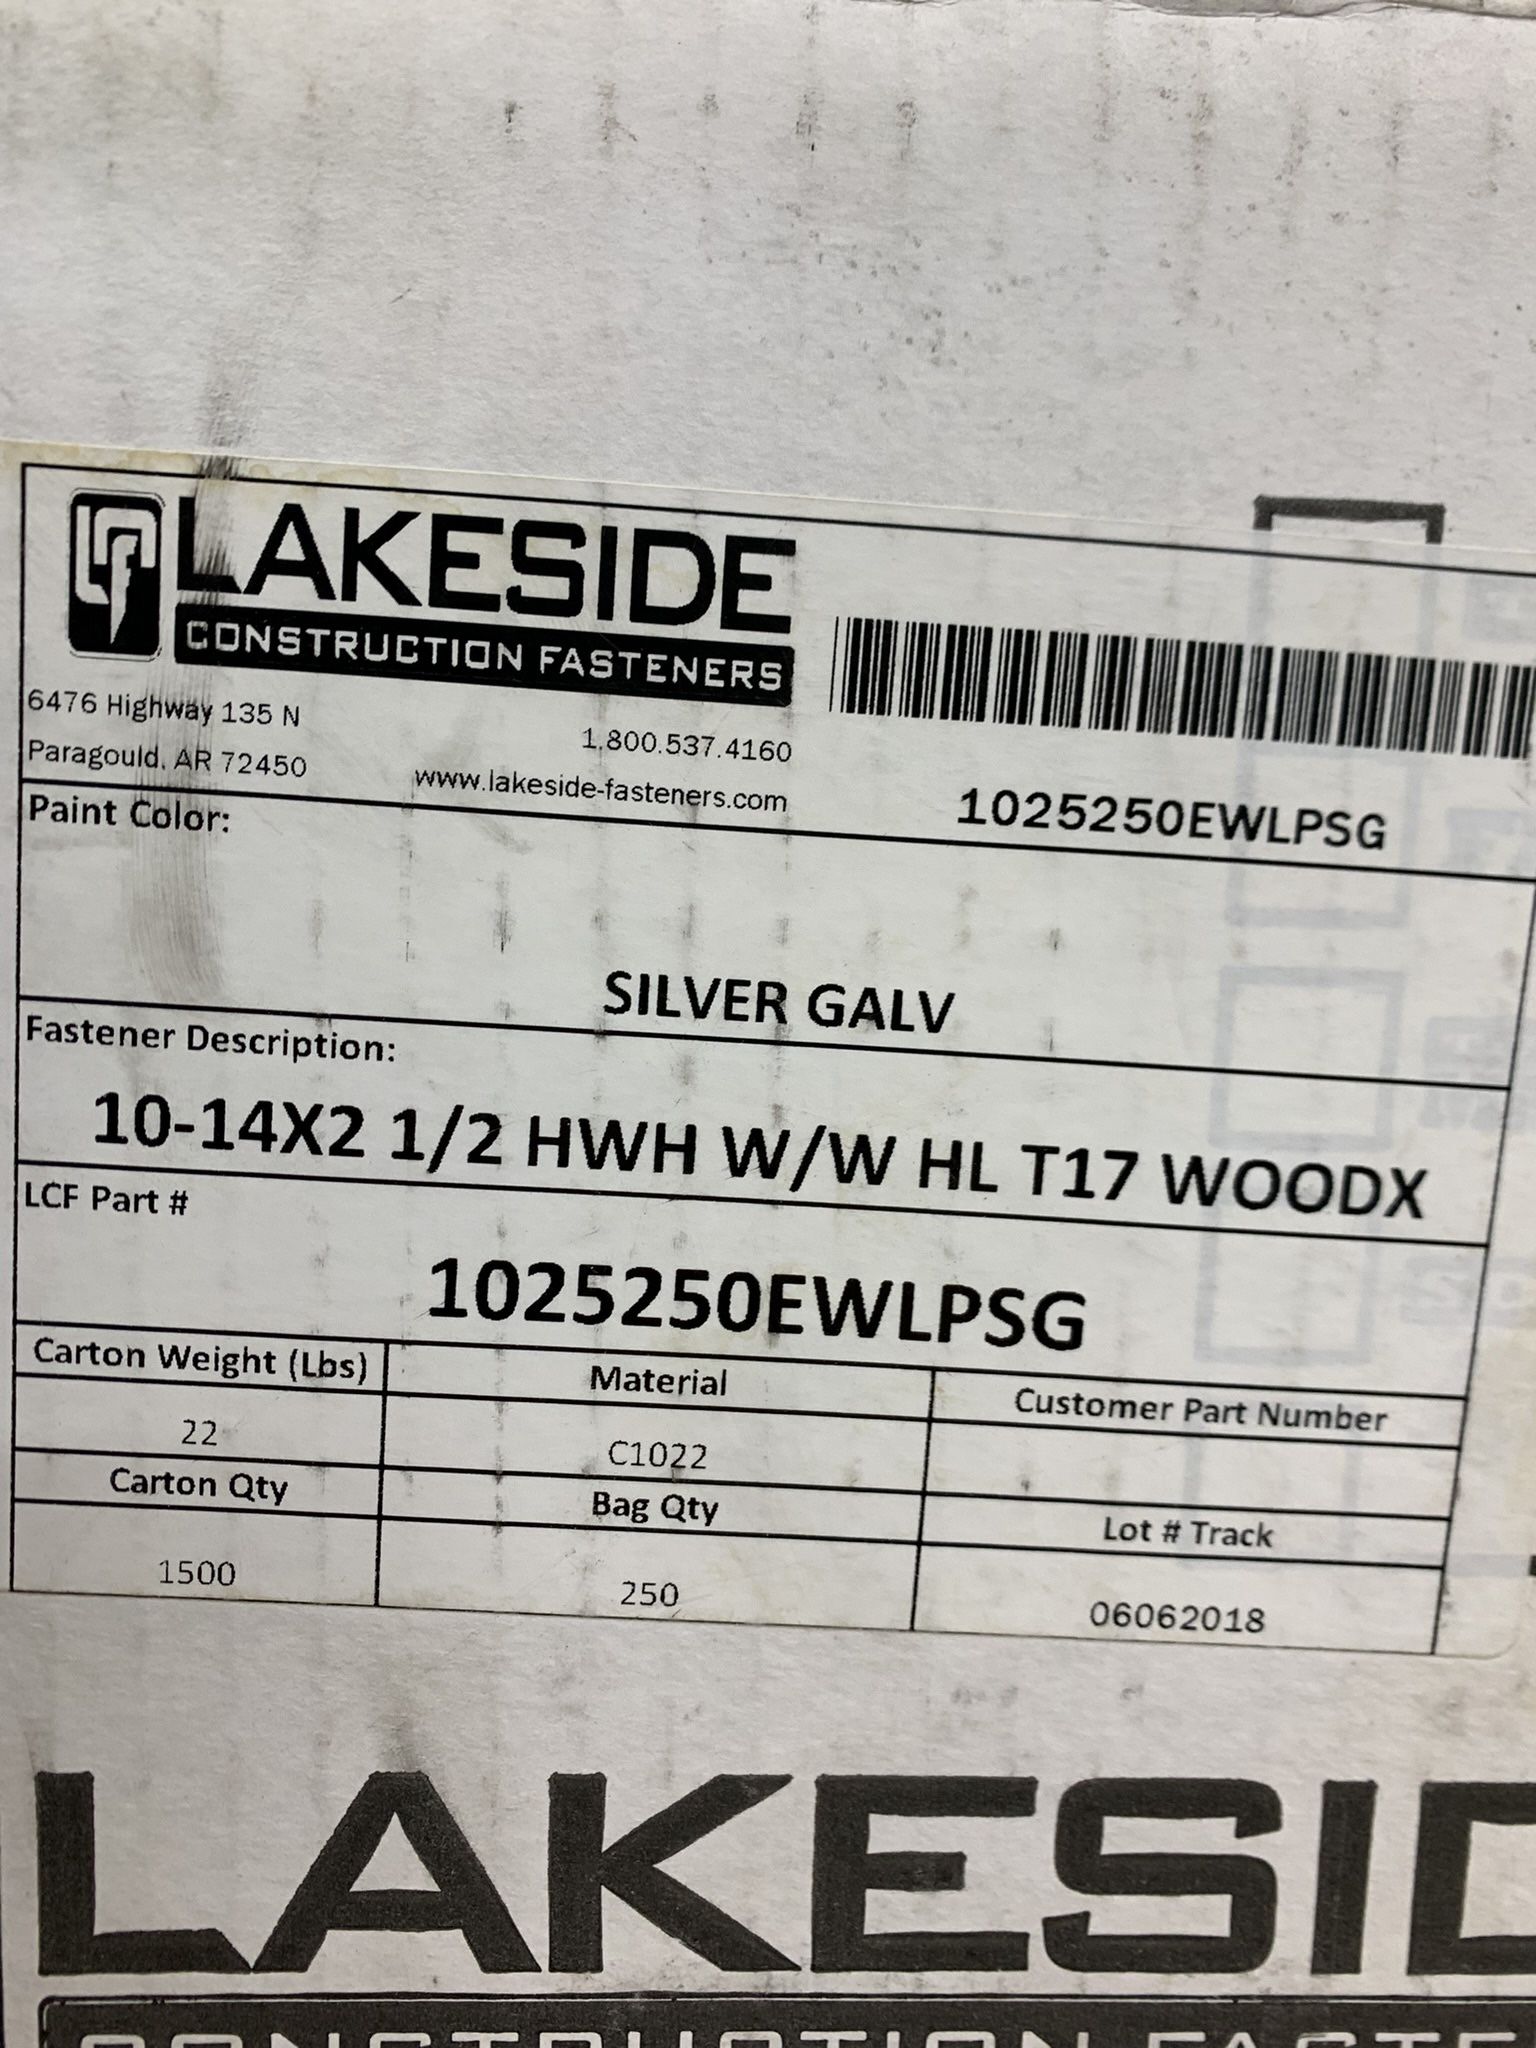 LAKESIDE
CONSTRUCTION FASTENERS
6476 Highway 135 N
Paragould, AR 72450
1.800.537.4160
www.lakeside-fasteners.com
1025250EWLPSG
Paint Color:
SILVER GALV
Fastener Description:
10-14X2 1/2 HWH W/W HL T17 WOODX
LCF Part #
1025250EWLPSG
Carton Weight (Lbs)
Material
Customer Part Number
22
C1022
Carton Qty
Bag Qty
Lot # Track
1500
250
06062018
LAKESID
CONSTRUCTION FASTE